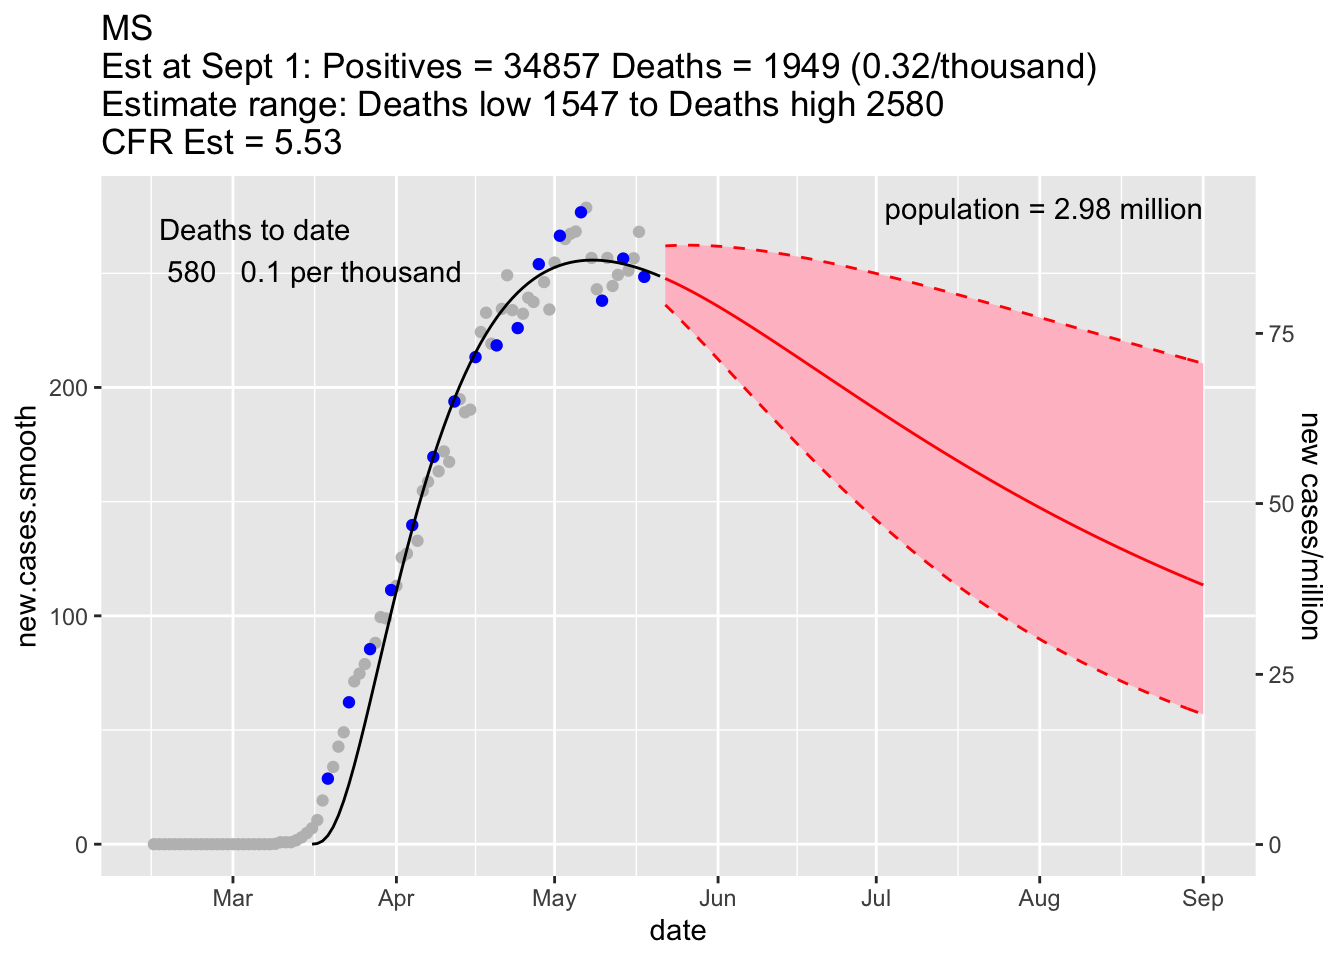 MS
Est at Sept 1: Positives = 34857 Deaths = 1949 (0.32/thousand)
Estimate range: Deaths low 1547 to Deaths high 2580
CFR Est = 5.53
Deaths to date
580 0.1 per thousand
population = 2.98 million
new.cases.smooth
200
100
0
75
50
25
0
new cases/million
Mar Apr May Jun Jul Aug Sep
date